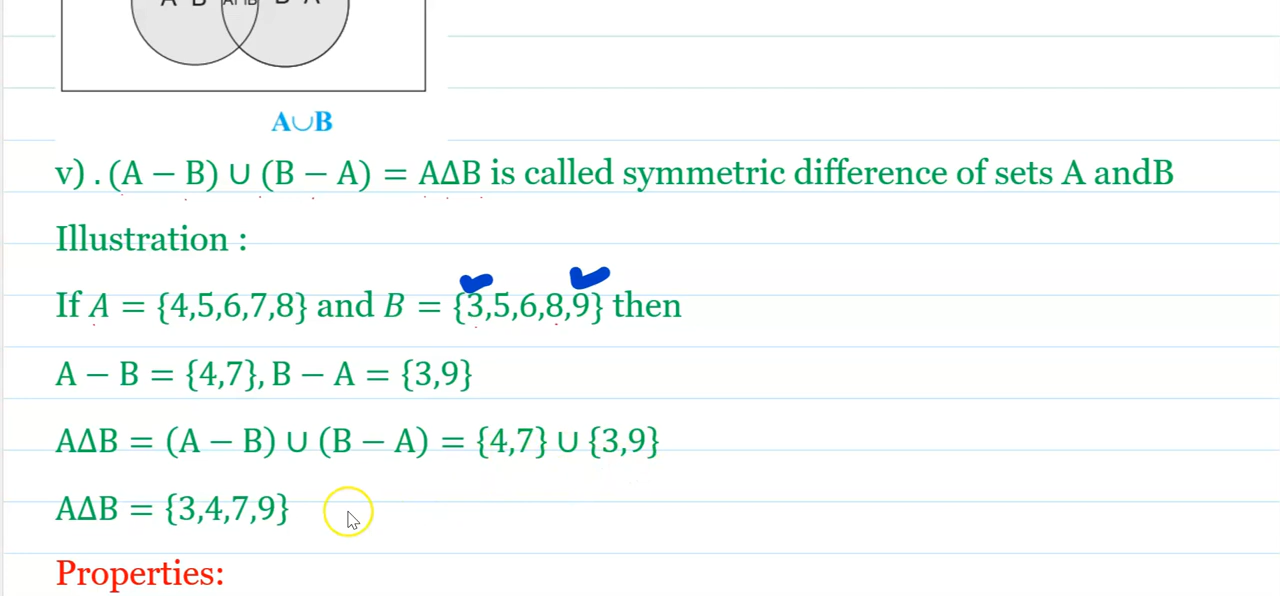 A−B A∩B B−A
A∪B
v) . (A − B) ∪ (B − A) = AΔB is called symmetric difference of sets A andB
Illustration :
If A = {4,5,6,7,8} and B = {3,5,6,8,9} then
A − B = {4,7}, B − A = {3,9}
AΔB = (A − B) ∪ (B − A) = {4,7} ∪ {3,9}
AΔB = {3,4,7,9}
Properties: